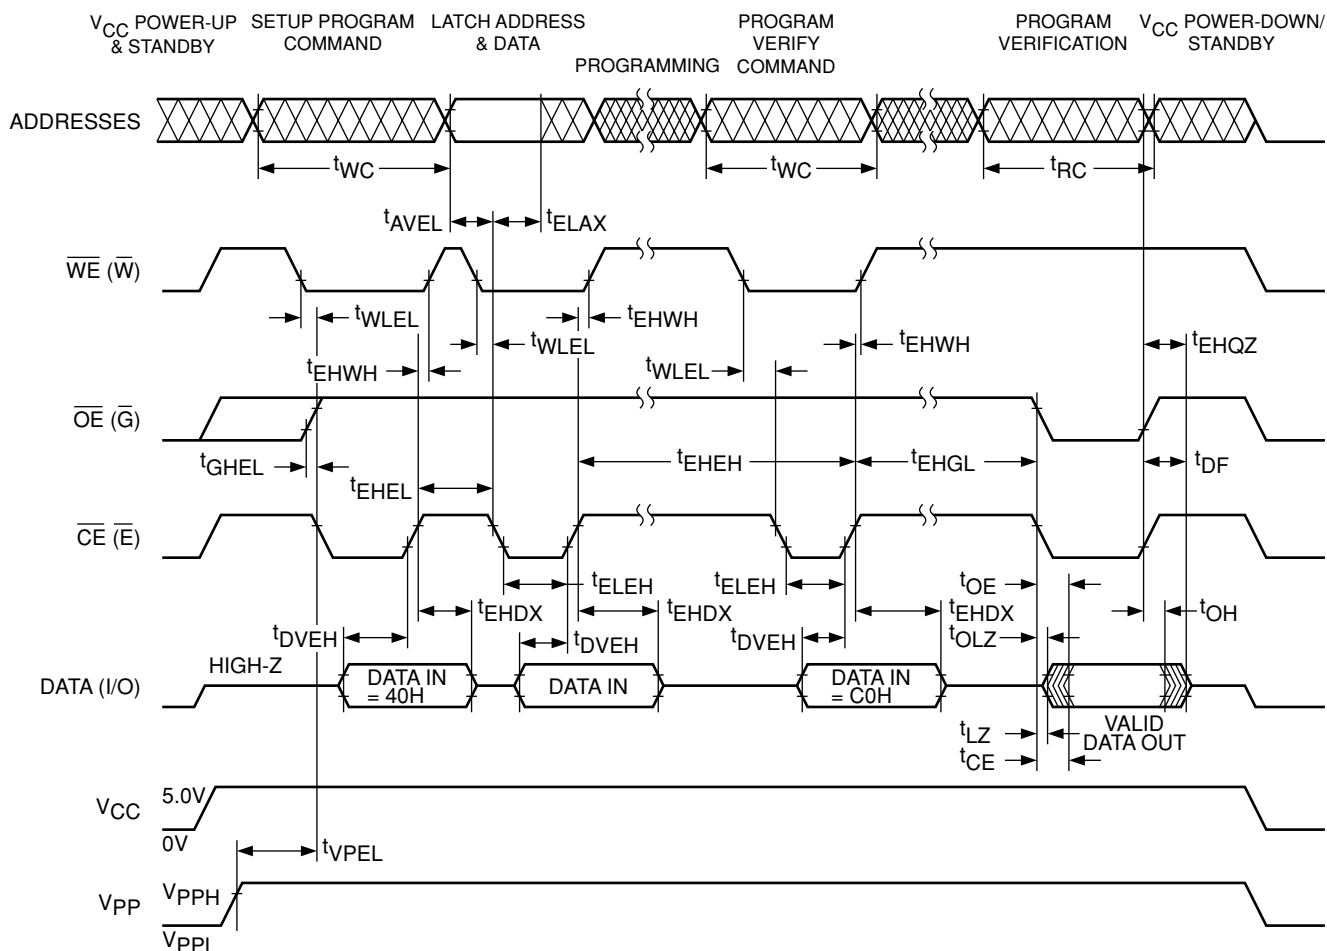 VCC POWER-UP
& STANDBY
SETUP PROGRAM
COMMAND
LATCH ADDRESS
& DATA
PROGRAMMING
PROGRAM
VERIFY
COMMAND
PROGRAM
VERIFICATION
VCC POWER-DOWN/
STANDBY
ADDRESSES
tWC
tWC
tRC
tAVEL
tELAX
WE (W)
tWLEL
tWLEL
tEHWH
tEHWH
tWLEL
tEHWH
tEHQZ
OE (G)
tGHEL
tEHEL
tEHEH
tEHGL
tDF
CE (E)
tELEH
tELEH
tOE
tDVEH
tEHDX
tDVEH
tEHDX
tDVEH
tEHDX
tOLZ
tOH
DATA (I/O)
HIGH-Z
DATA IN
= 40H
DATA IN
DATA IN
= C0H
VALID
DATA OUT
tLZ
tCE
VCC
5.0V
0V
tVPEL
VPP
VPPH
VPPL